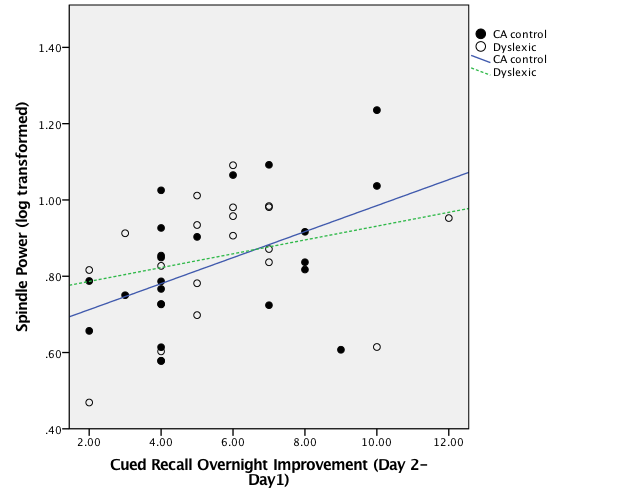 CA control
Dyslexic
CA control
Dyslexic
1.40
1.20
1.00
.80
.60
.40
Spindle Power (log transformed)
2.00 4.00 6.00 8.00 10.00 12.00
Cued Recall Overnight Improvement (Day 2–
Day1)